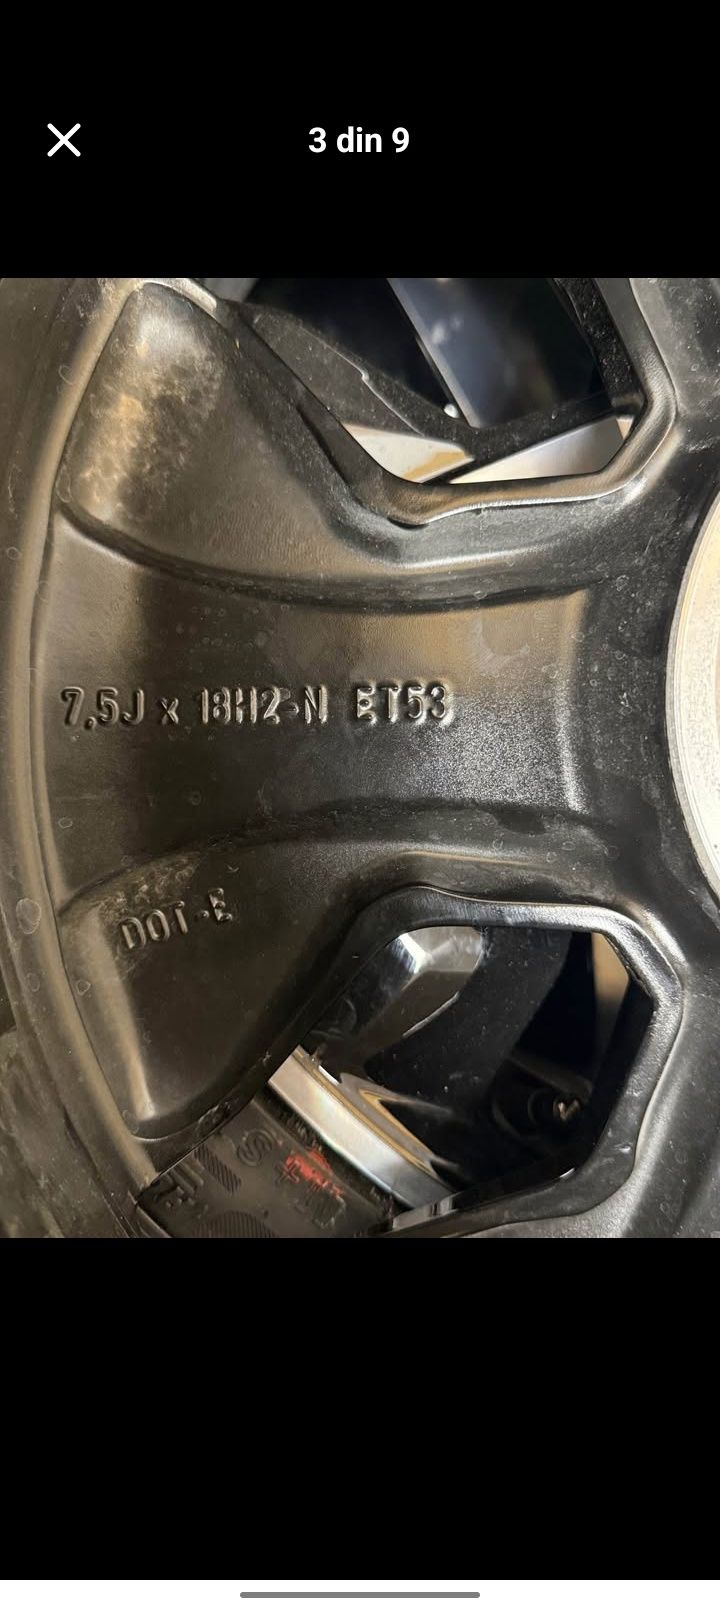 3 din 9
7,5J x 18H2-N ET53
DOT-E
M+S